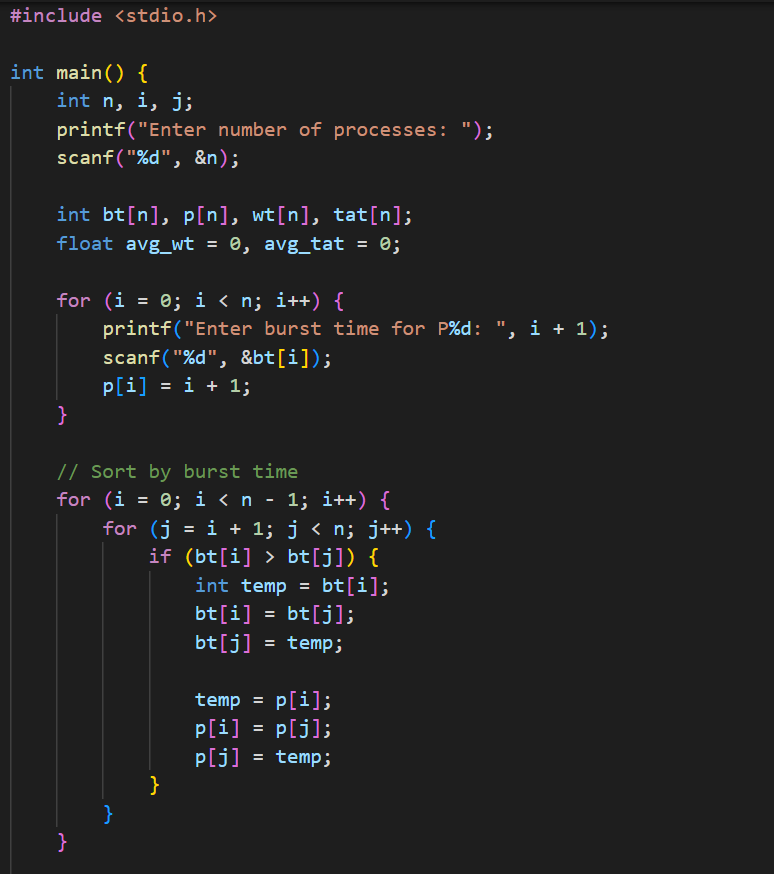 #include <stdio.h>
int main() {
    int n, i, j;
    printf("Enter number of processes: ");
    scanf("%d", &n);
    int bt[n], p[n], wt[n], tat[n];
    float avg_wt = 0, avg_tat = 0;
    for (i = 0; i < n; i++) {
        printf("Enter burst time for P%d: ", i + 1);
        scanf("%d", &bt[i]);
        p[i] = i + 1;
    }
    // Sort by burst time
    for (i = 0; i < n - 1; i++) {
        for (j = i + 1; j < n; j++) {
            if (bt[i] > bt[j]) {
                int temp = bt[i];
                bt[i] = bt[j];
                bt[j] = temp;
                temp = p[i];
                p[i] = p[j];
                p[j] = temp;
            }
        }
    }